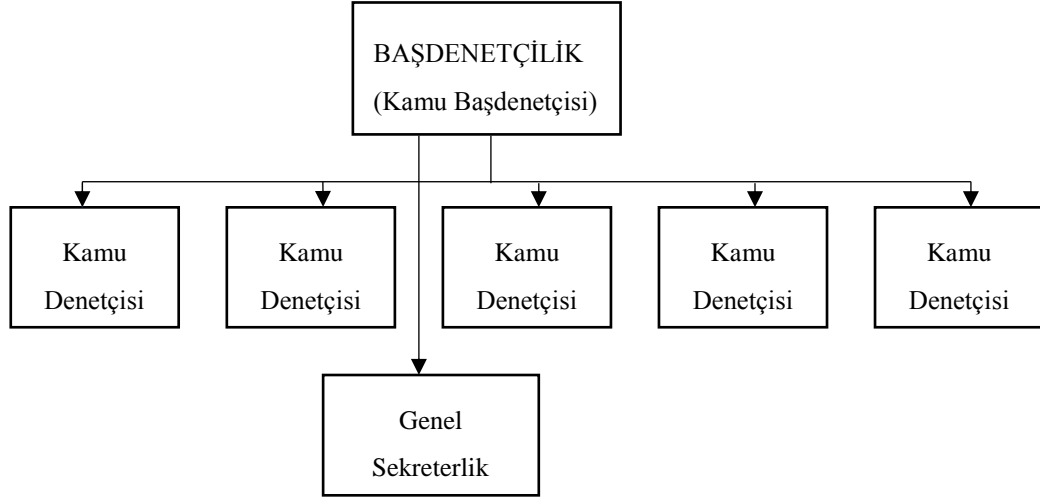 BAŞDENETÇİLİK
(Kamu Başdenetçisi)
Kamu
Denetçisi
Kamu
Denetçisi
Kamu
Denetçisi
Kamu
Denetçisi
Kamu
Denetçisi
Genel
Sekreterlik